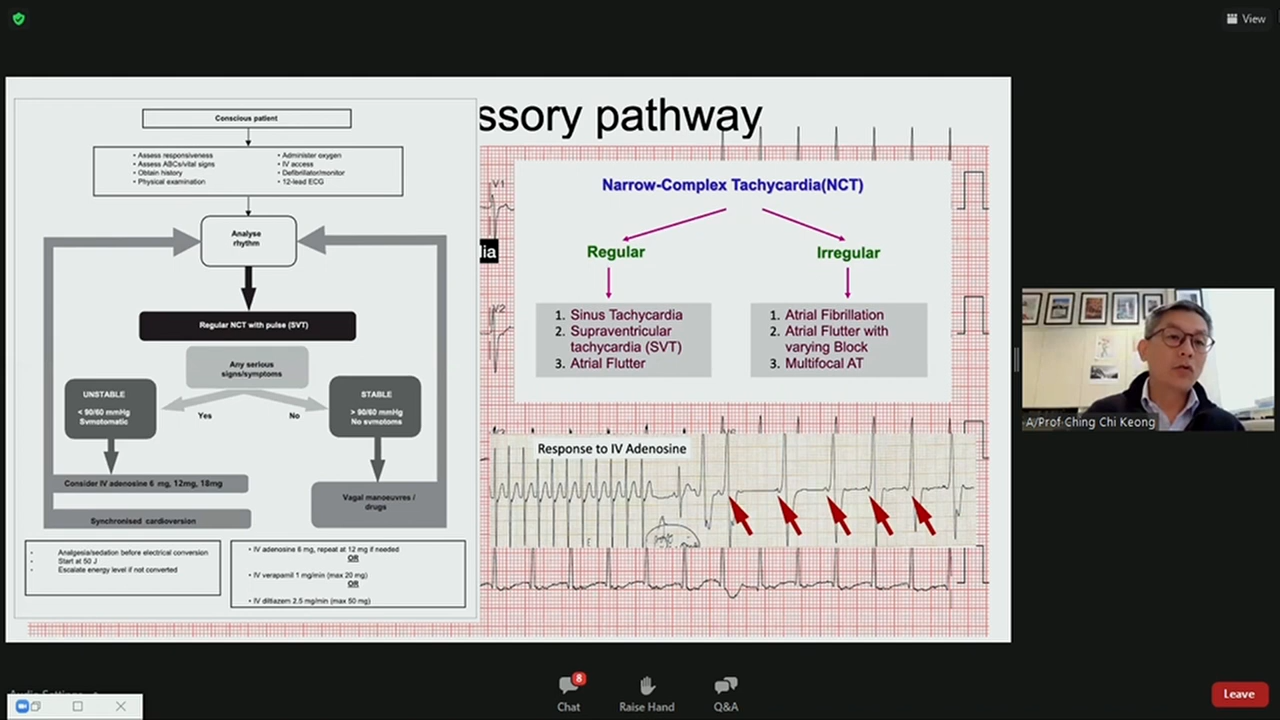 View
ssory pathway
Conscious patient
• Assess responsiveness
• Assess ABCs/vital signs
• Obtain history
• Physical examination
• Administer oxygen
• IV access
• Defibrillator/monitor
• 12-lead ECG
Analyse
rhythm
Regular NCT with pulse (SVT)
Any serious
signs/symptoms
UNSTABLE
< 90/60 mmHg
Symptomatic
Yes
No
STABLE
> 90/60 mmHg
No symptoms
Consider IV adenosine 6 mg, 12mg, 18mg
Synchronised cardioversion
Vagal manoeuvres /
drugs
• Analgesia/sedation before electrical conversion
• Start at 50 J
• Escalate energy level if not converted
• IV adenosine 6 mg, repeat at 12 mg if needed
OR
• IV verapamil 1 mg/min (max 20 mg)
OR
• IV diltiazem 2.5 mg/min (max 50 mg)
V1
dia
V2
Narrow-Complex Tachycardia(NCT)
Regular
Irregular
1. Sinus Tachycardia
2. Supraventricular
tachycardia (SVT)
3. Atrial Flutter
1. Atrial Fibrillation
2. Atrial Flutter with
varying Block
3. Multifocal AT
Response to IV Adenosine
A/Prof Ching Chi Keong
8
Chat
Raise Hand
Q&A
Leave